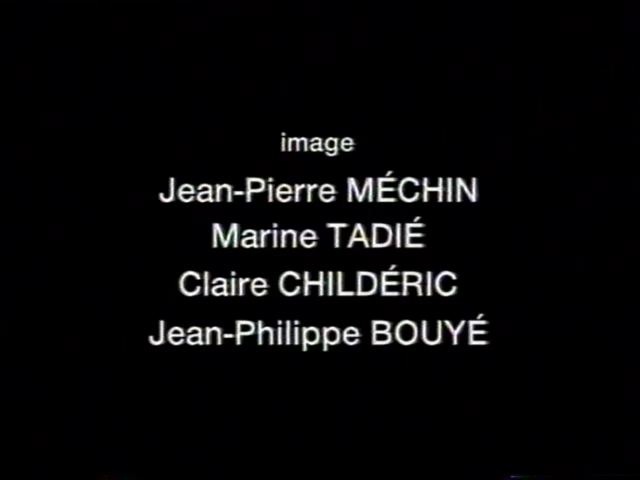 image
Jean-Pierre MÉCHIN
Marine TADIÉ
Claire CHILDÉRIC
Jean-Philippe BOUYÉ